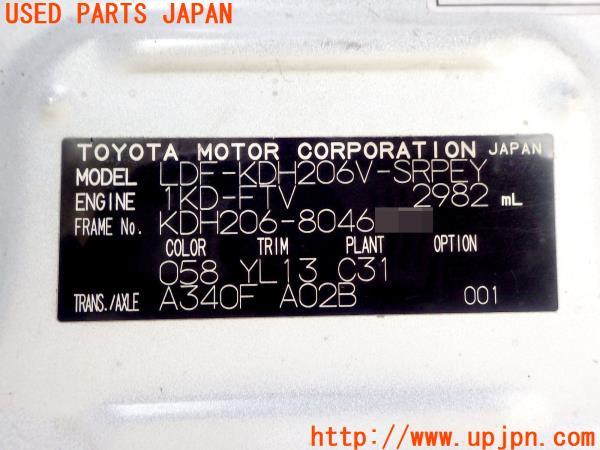 USED PARTS JAPAN
TOYOTA MOTOR CORPORATION JAPAN
MODEL LDF-KDH206V-SRPEY
ENGINE 1KD-FTV 2982 mL
FRAME No. KDH206-8046
COLOR TRIM PLANT OPTION
058 YL13 C31
TRANS./AXLE A340F A02B 001
http://www.upjpn.com